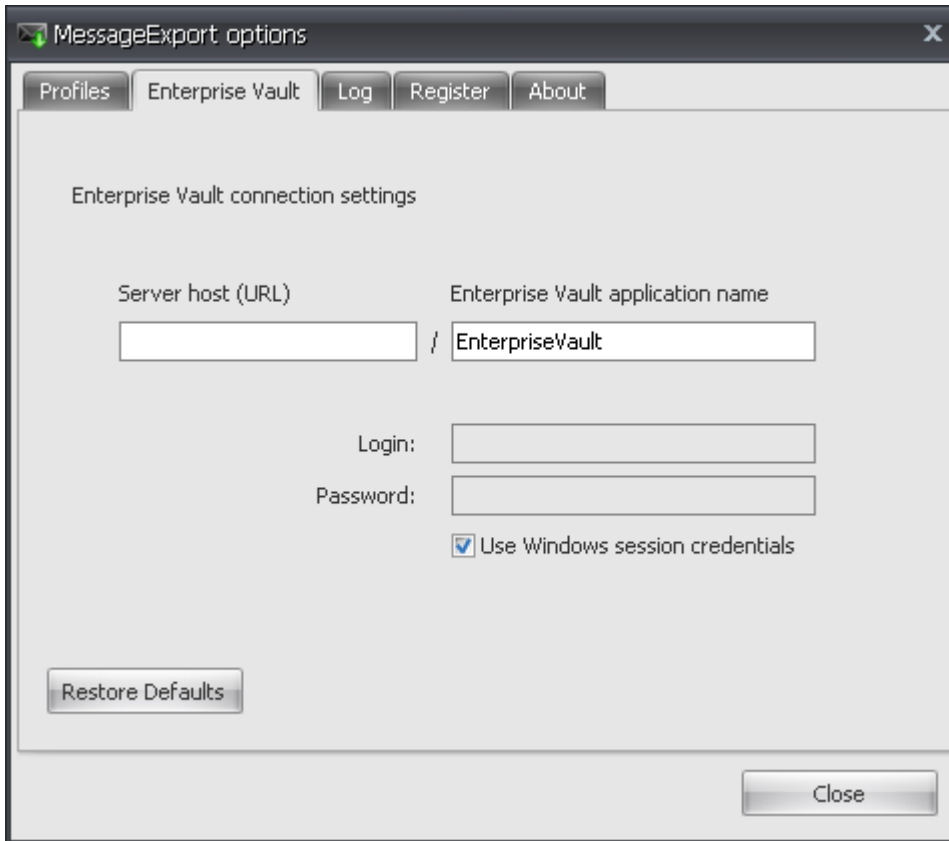 MessageExport options
Profiles Enterprise Vault Log Register About
Enterprise Vault connection settings
Server host (URL) Enterprise Vault application name
/ EnterpriseVault
Login:
Password:
Use Windows session credentials
Restore Defaults
Close